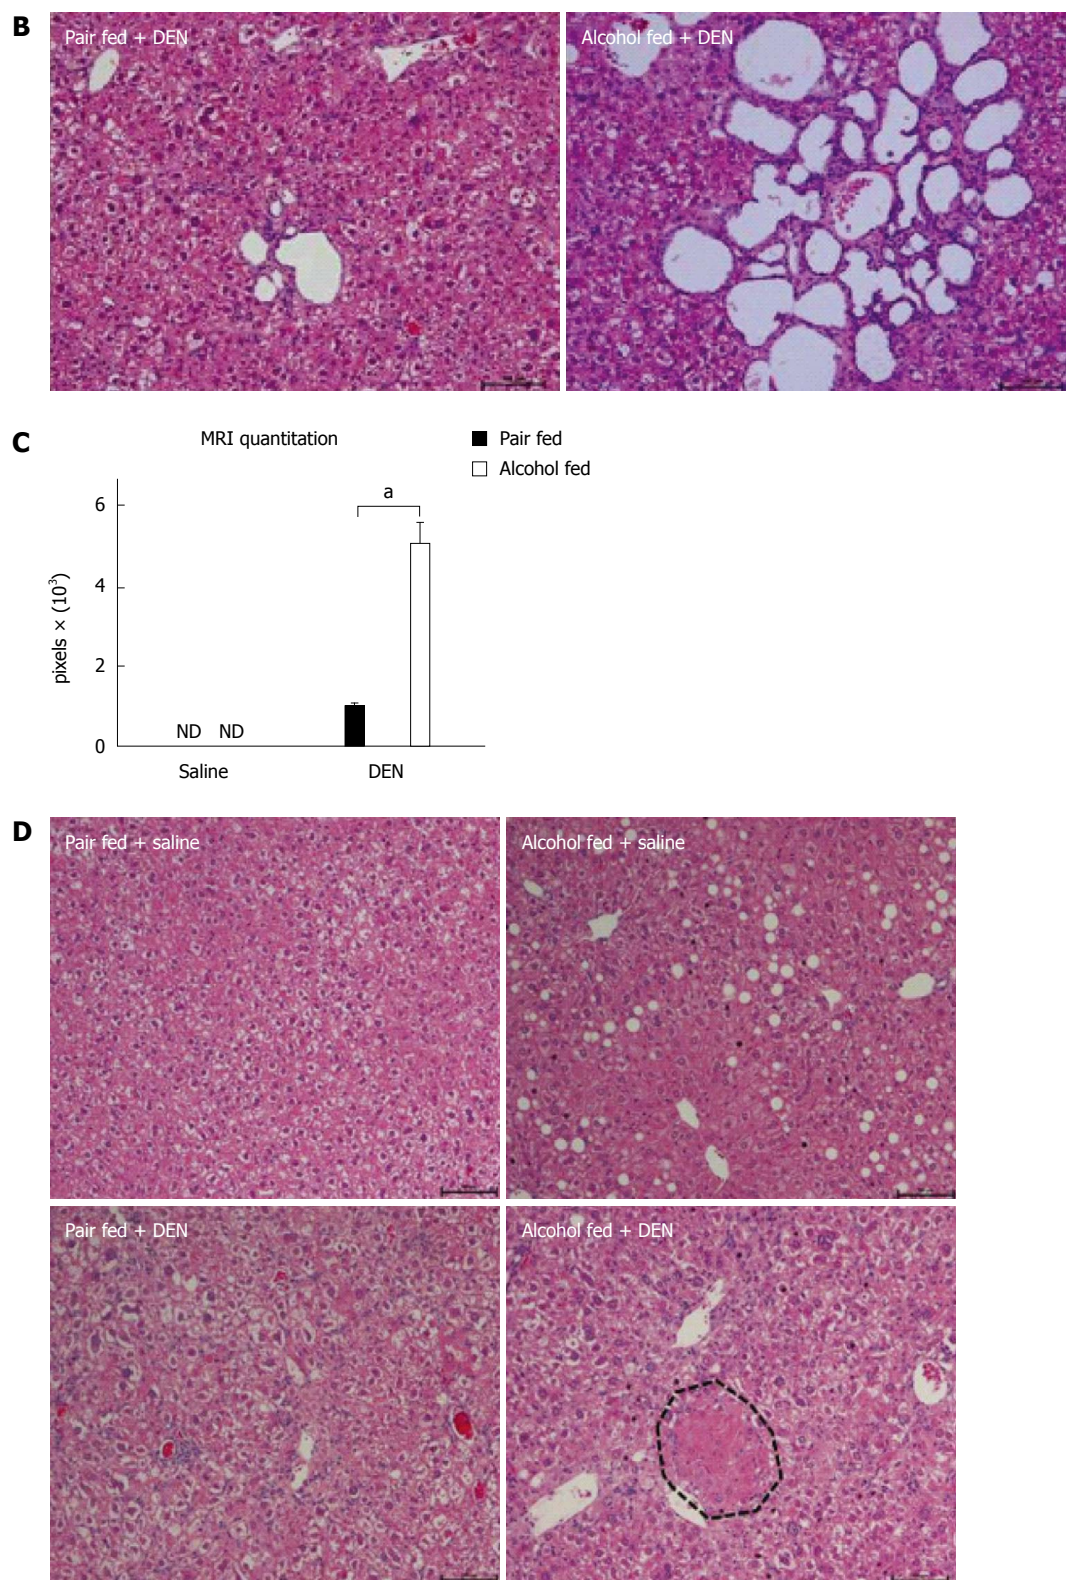 B
Pair fed + DEN
Alcohol fed + DEN
C
MRI quantitation
Pair fed
Alcohol fed
a
6
4
2
0
pixels × (10³)
ND ND
Saline DEN
D
Pair fed + saline
Alcohol fed + saline
Pair fed + DEN
Alcohol fed + DEN